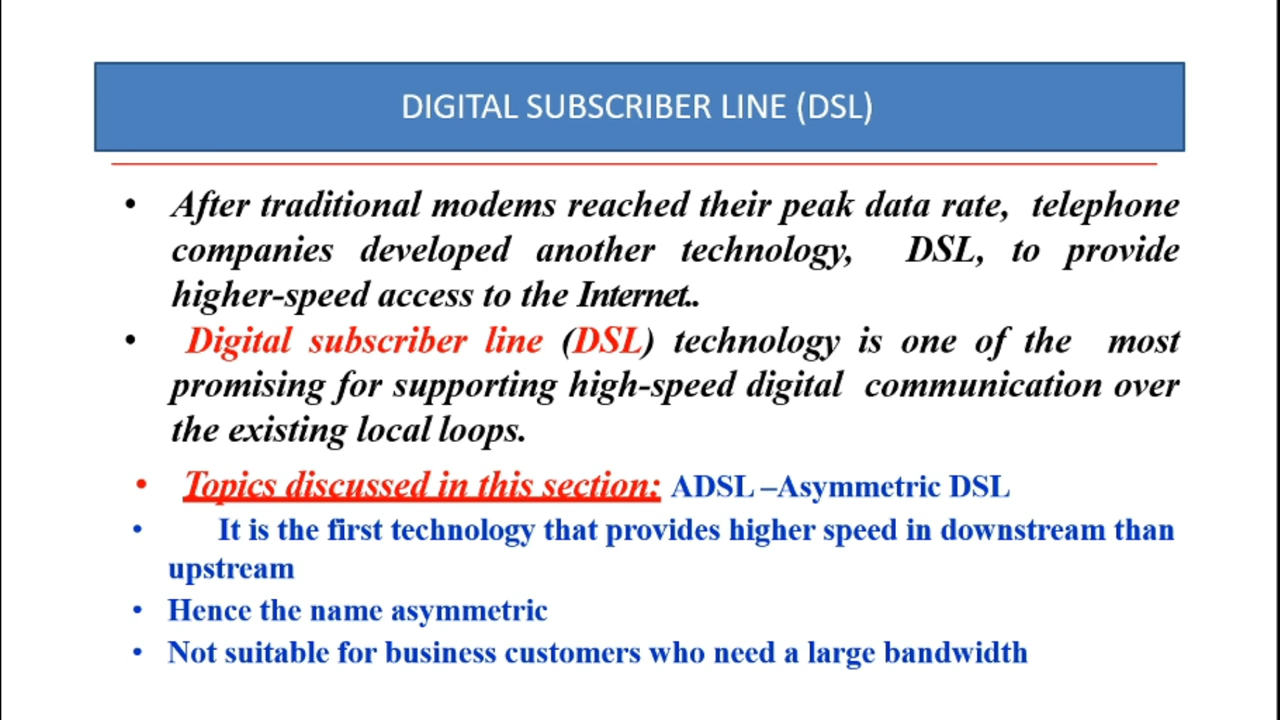 DIGITAL SUBSCRIBER LINE (DSL)
• After traditional modems reached their peak data rate, telephone
companies developed another technology, DSL, to provide
higher-speed access to the Internet..
• Digital subscriber line (DSL) technology is one of the most
promising for supporting high-speed digital communication over
the existing local loops.
• Topics discussed in this section: ADSL –Asymmetric DSL
• It is the first technology that provides higher speed in downstream than
upstream
• Hence the name asymmetric
• Not suitable for business customers who need a large bandwidth